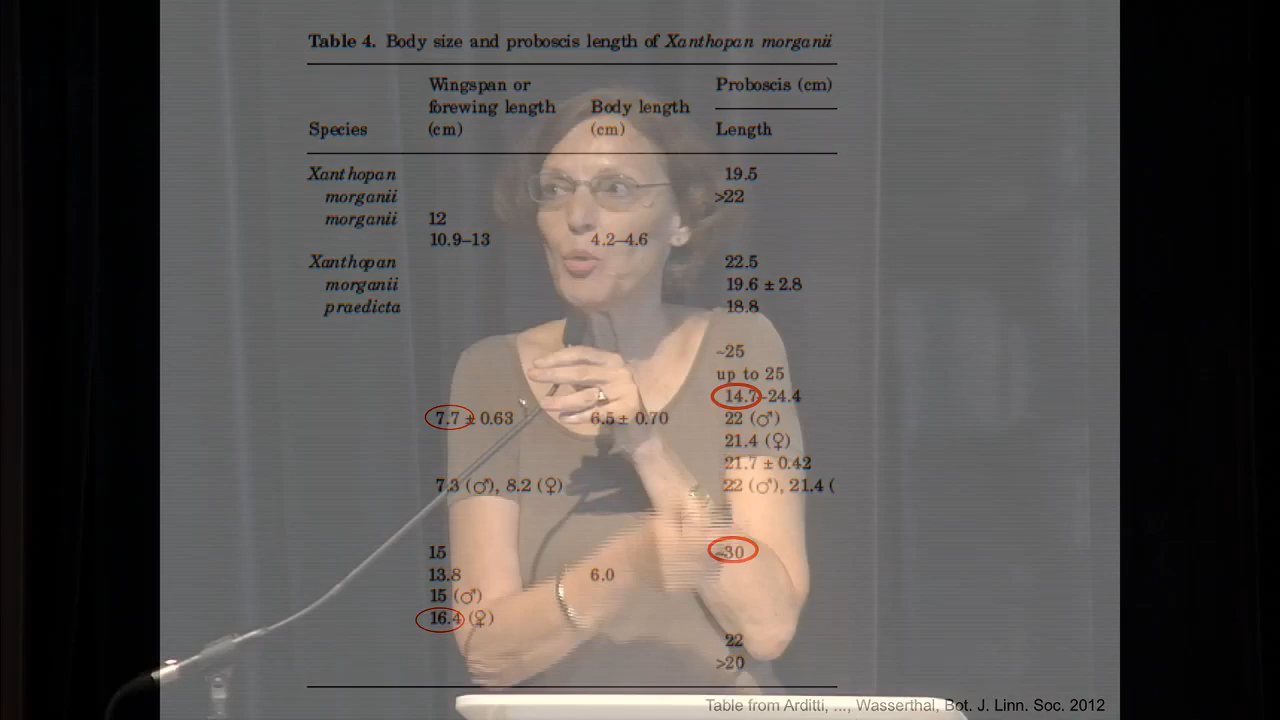 Table 4. Body size and proboscis length of Xanthopan morganii
Wingspan or Proboscis (cm)
forewing length Body length
Species (cm) (cm) Length
Xanthopan 19.5
morganii >22
morganii 12
10.9–13 4.2–4.6
Xanthopan 22.5
morganii 19.6 ± 2.8
praedicta 18.8
~25
up to 25
14.7–24.4
7.7 ± 0.63 6.5 ± 0.70 22 (♂)
21.4 (♀)
21.7 ± 0.42
7.3 (♂), 8.2 (♀) 22 (♂), 21.4 (
15 ~30
13.8 6.0
15 (♂)
16.4 (♀)
22
>20
Table from Arditti, ..., Wasserthal, Bot. J. Linn. Soc. 2012